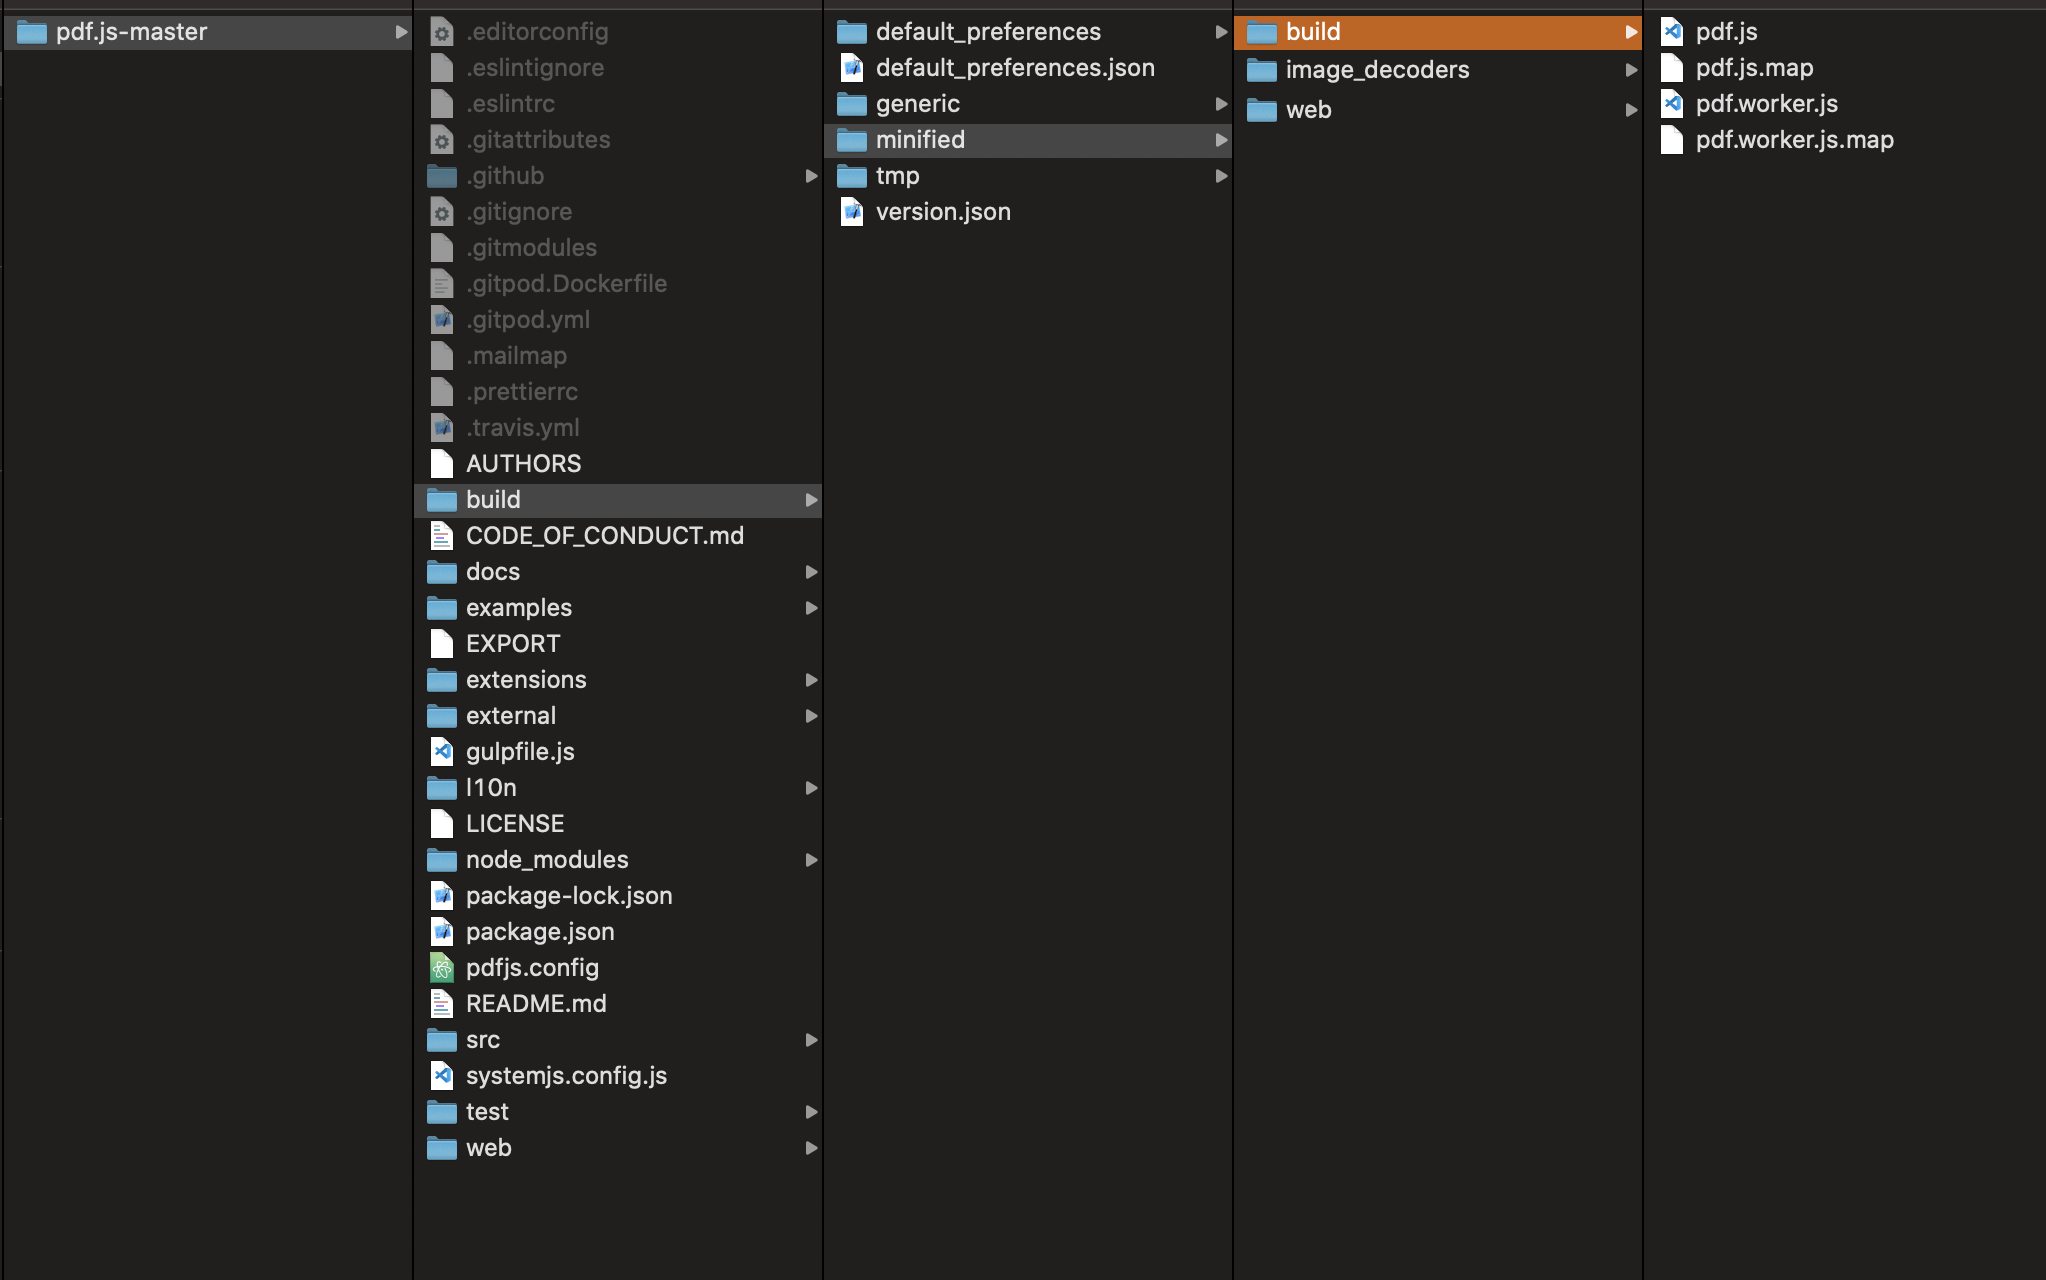 pdf.js-master
.editorconfig
.eslintignore
.eslintrc
.gitattributes
.github
.gitignore
.gitmodules
.gitpod.Dockerfile
.gitpod.yml
.mailmap
.prettierrc
.travis.yml
AUTHORS
build
CODE_OF_CONDUCT.md
docs
examples
EXPORT
extensions
external
gulpfile.js
l10n
LICENSE
node_modules
package-lock.json
package.json
pdfjs.config
README.md
src
systemjs.config.js
test
web
default_preferences
default_preferences.json
generic
minified
tmp
version.json
build
image_decoders
web
pdf.js
pdf.js.map
pdf.worker.js
pdf.worker.js.map